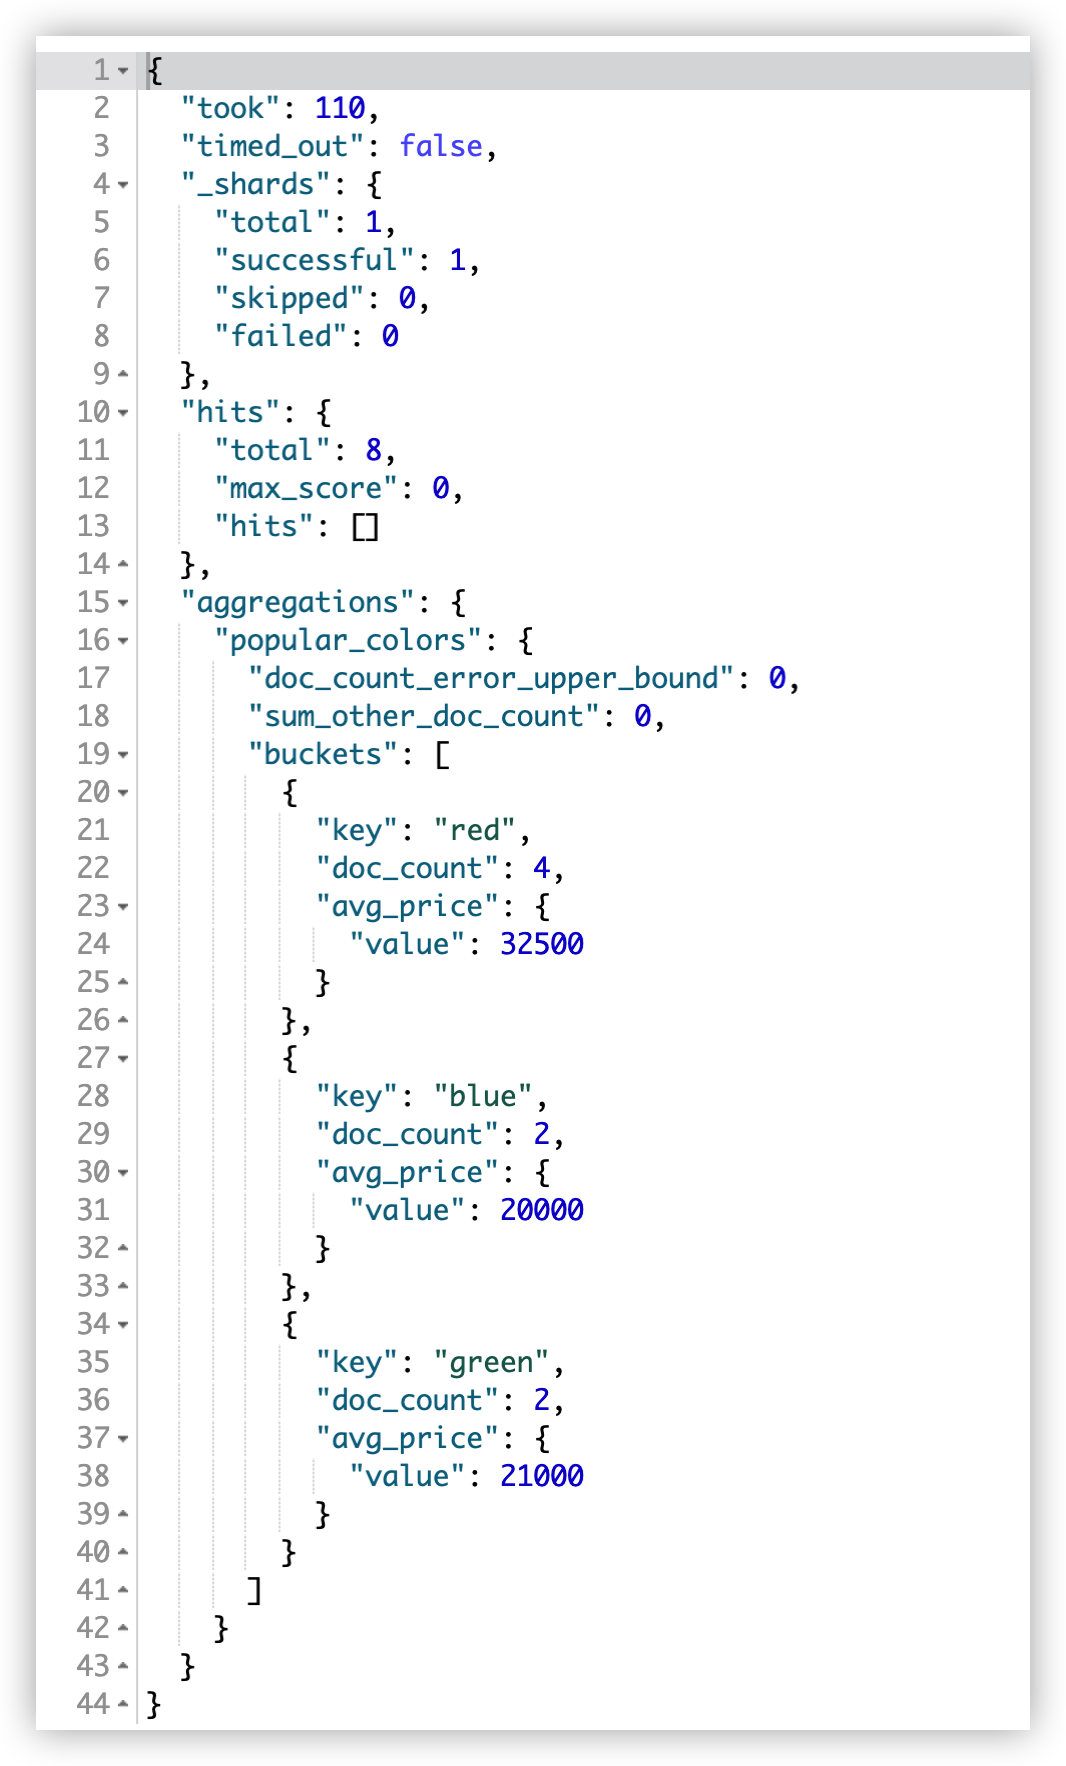 1 {
2   "took": 110,
3   "timed_out": false,
4   "_shards": {
5     "total": 1,
6     "successful": 1,
7     "skipped": 0,
8     "failed": 0
9   },
10   "hits": {
11     "total": 8,
12     "max_score": 0,
13     "hits": []
14   },
15   "aggregations": {
16     "popular_colors": {
17       "doc_count_error_upper_bound": 0,
18       "sum_other_doc_count": 0,
19       "buckets": [
20         {
21           "key": "red",
22           "doc_count": 4,
23           "avg_price": {
24             "value": 32500
25           }
26         },
27         {
28           "key": "blue",
29           "doc_count": 2,
30           "avg_price": {
31             "value": 20000
32           }
33         },
34         {
35           "key": "green",
36           "doc_count": 2,
37           "avg_price": {
38             "value": 21000
39           }
40         }
41       ]
42     }
43   }
44 }